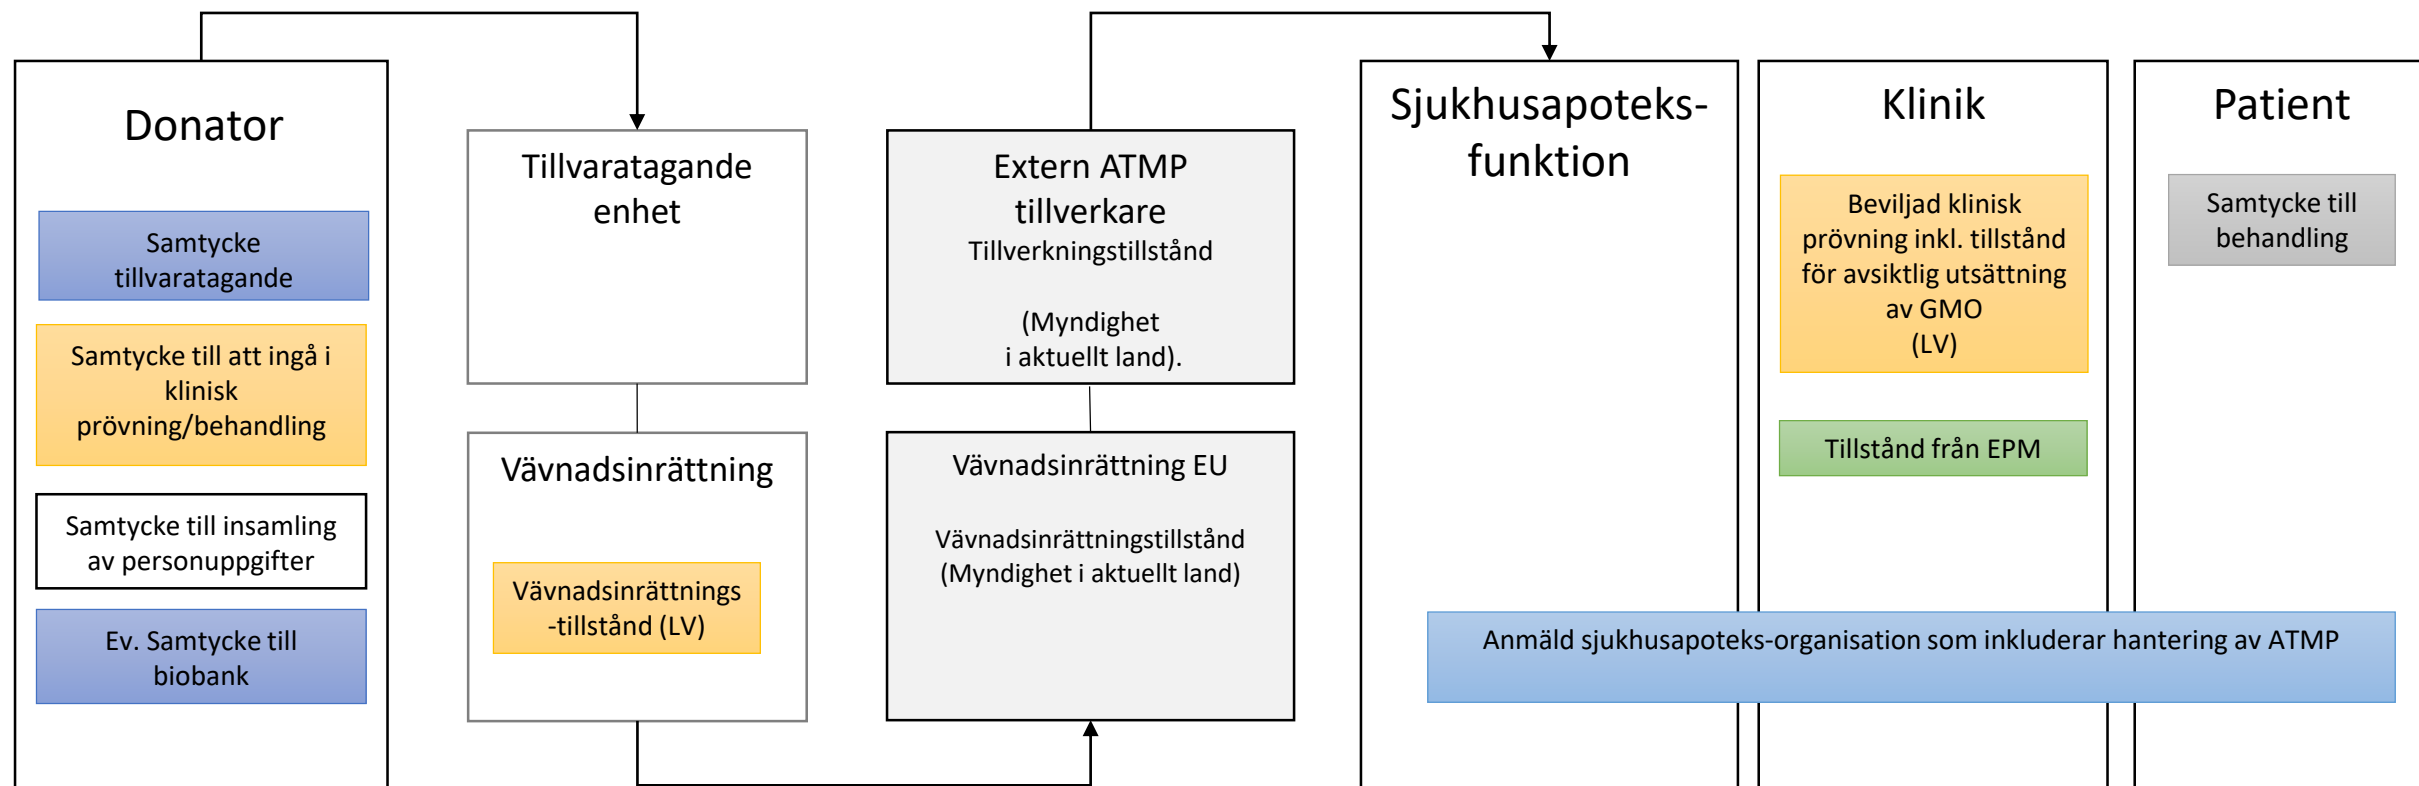 Donator
Samtycke
tillvaratagande
Samtycke till att ingå i
klinisk
prövning/behandling
Samtycke till insamling
av personuppgifter
Ev. Samtycke till
biobank
Tillvaratagande
enhet
Vävnadsinrättning
Vävnadsinrättnings
-tillstånd (LV)
Extern ATMP
tillverkare
Tillverkningstillstånd
(Myndighet
i aktuellt land).
Vävnadsinrättning EU
Vävnadsinrättningstillstånd
(Myndighet i aktuellt land)
Sjukhusapoteks-
funktion
Klinik
Beviljad klinisk
prövning inkl. tillstånd
för avsiktlig utsättning
av GMO
(LV)
Tillstånd från EPM
Patient
Samtycke till
behandling
Anmäld sjukhusapoteks-organisation som inkluderar hantering av ATMP